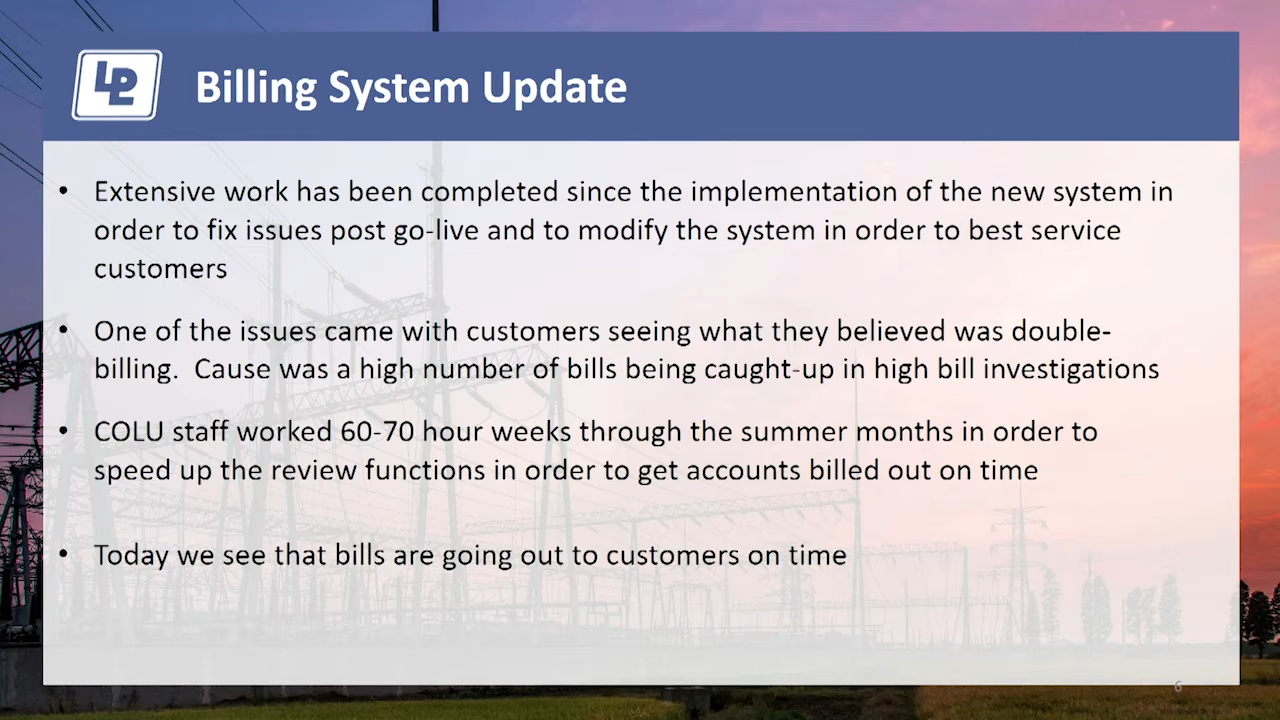 LPL
Billing System Update
• Extensive work has been completed since the implementation of the new system in
order to fix issues post go-live and to modify the system in order to best service
customers
• One of the issues came with customers seeing what they believed was double-
billing.  Cause was a high number of bills being caught-up in high bill investigations
• COLU staff worked 60-70 hour weeks through the summer months in order to
speed up the review functions in order to get accounts billed out on time
• Today we see that bills are going out to customers on time
6